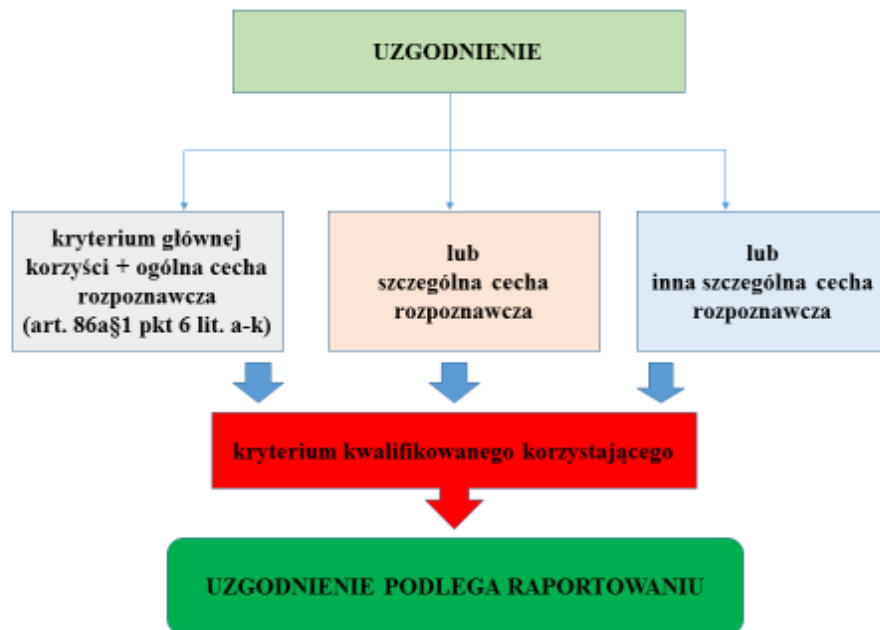 UZGODNIENIE
kryterium głównej
korzyści + ogólna cecha
rozpoznawcza
(art. 86a§1 pkt 6 lit. a-k)
lub
szczególna cecha
rozpoznawcza
lub
inna szczególna cecha
rozpoznawcza
kryterium kwalifikowanego korzystającego
UZGODNIENIE PODLEGA RAPORTOWANIU